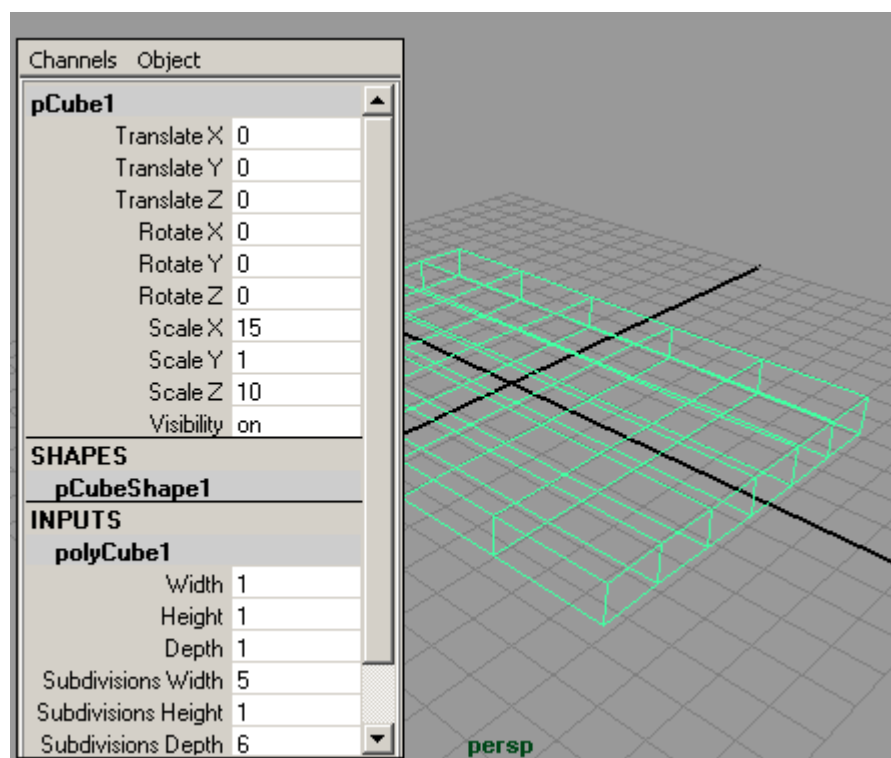 Channels Object
pCube1
Translate X 0
Translate Y 0
Translate Z 0
Rotate X 0
Rotate Y 0
Rotate Z 0
Scale X 15
Scale Y 1
Scale Z 10
Visibility on
SHAPES
pCubeShape1
INPUTS
polyCube1
Width 1
Height 1
Depth 1
Subdivisions Width 5
Subdivisions Height 1
Subdivisions Depth 6
persp